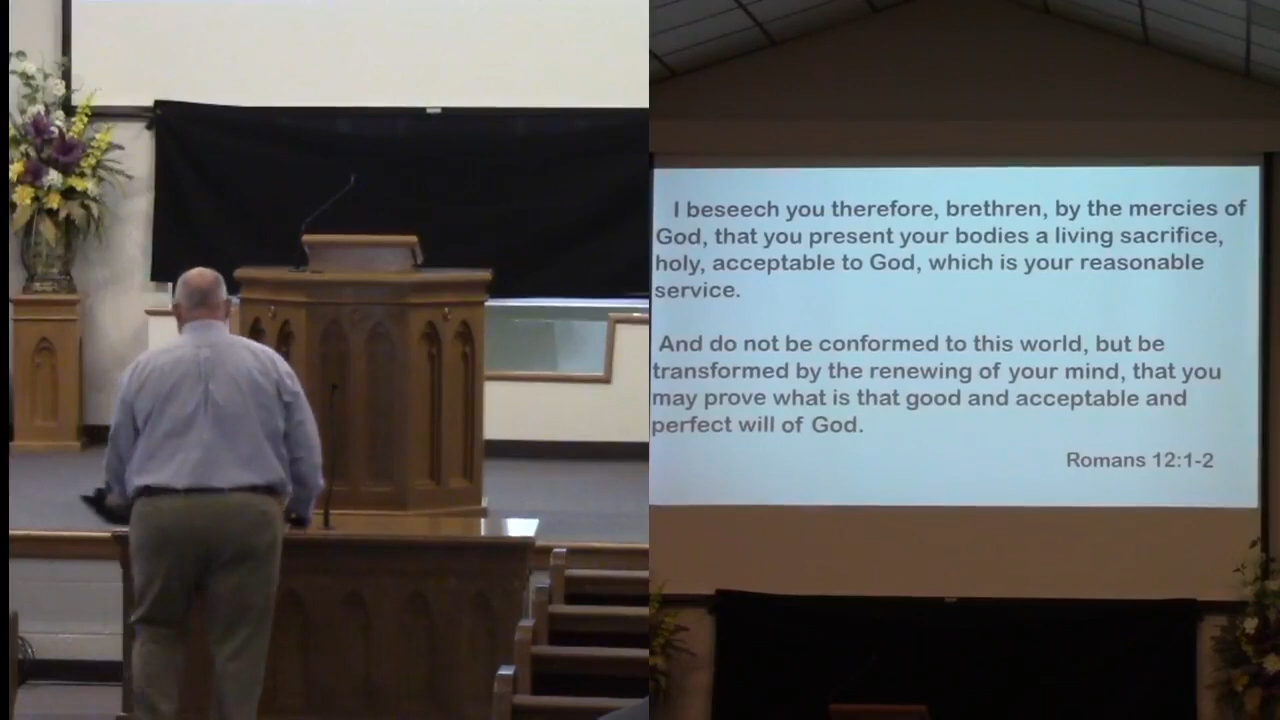 I beseech you therefore, brethren, by the mercies of
God, that you present your bodies a living sacrifice,
holy, acceptable to God, which is your reasonable
service.
And do not be conformed to this world, but be
transformed by the renewing of your mind, that you
may prove what is that good and acceptable and
perfect will of God.
Romans 12:1-2